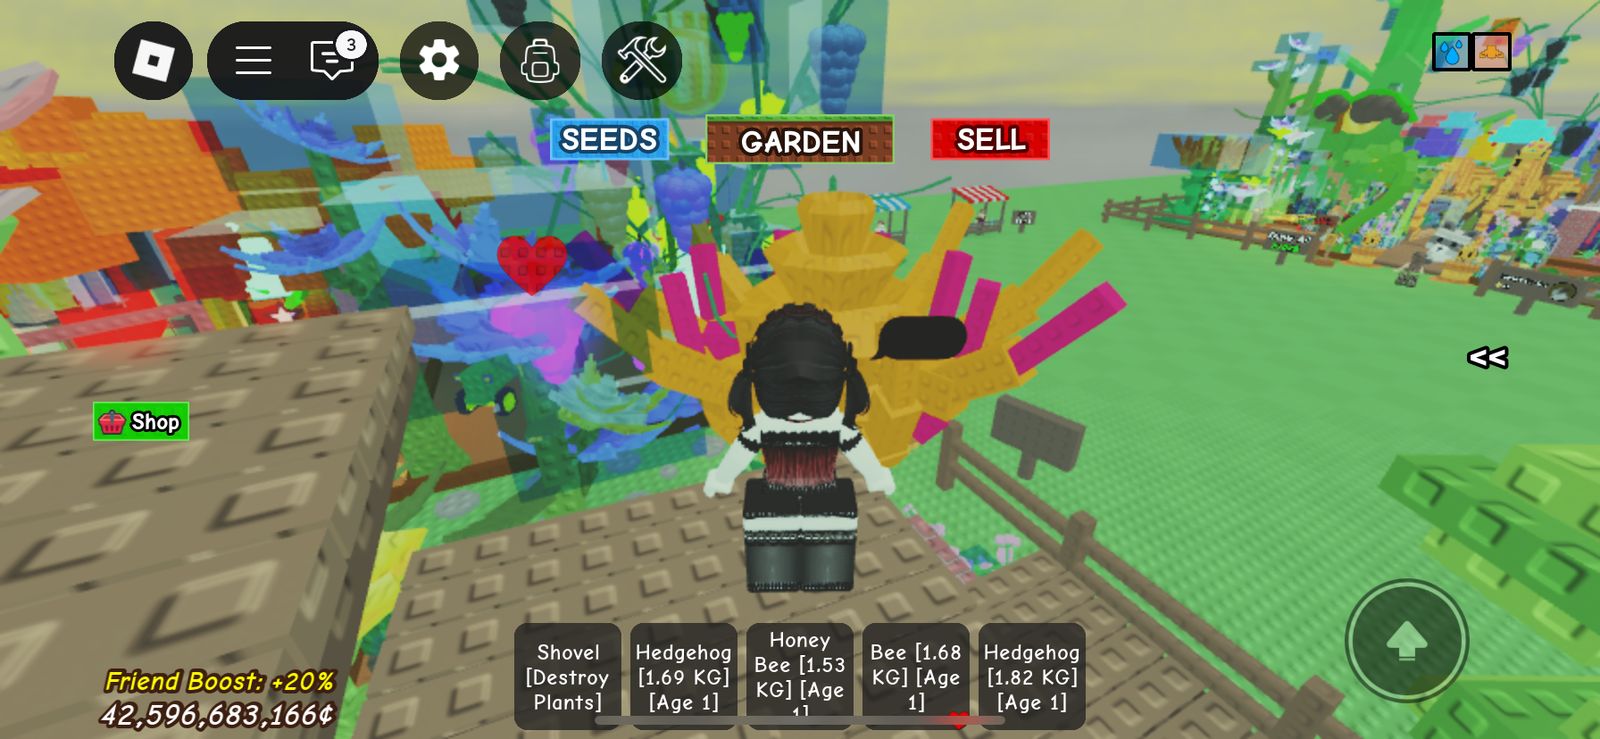 3
SEEDS
GARDEN
SELL
<<
Shop
Friend Boost: +20%
42,596,683,166¢
Shovel
[Destroy
Plants]
Hedgehog
[1.69 KG]
[Age 1]
Honey
Bee [1.53
KG] [Age
1]
Bee [1.68
KG] [Age
1]
Hedgehog
[1.82 KG]
[Age 1]